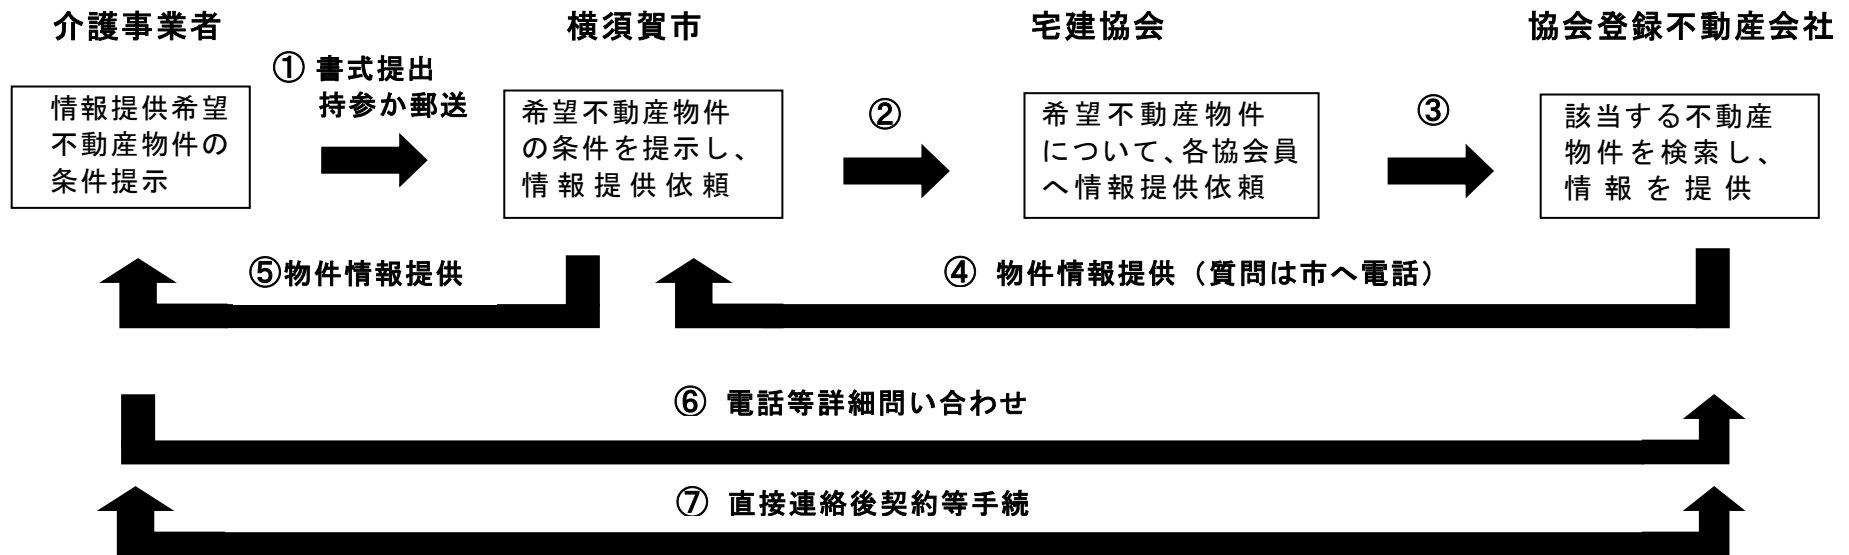 介護事業者
横須賀市
宅建協会
協会登録不動産会社
① 書式提出
持参か郵送
情報提供希望
不動産物件の
条件提示
希望不動産物件
の条件を提示し、
情報提供依頼
②
希望不動産物件
について、各協会員
へ情報提供依頼
③
該当する不動産
物件を検索し、
情報を提供
⑤物件情報提供
④ 物件情報提供（質問は市へ電話）
⑥ 電話等詳細問い合わせ
⑦ 直接連絡後契約等手続